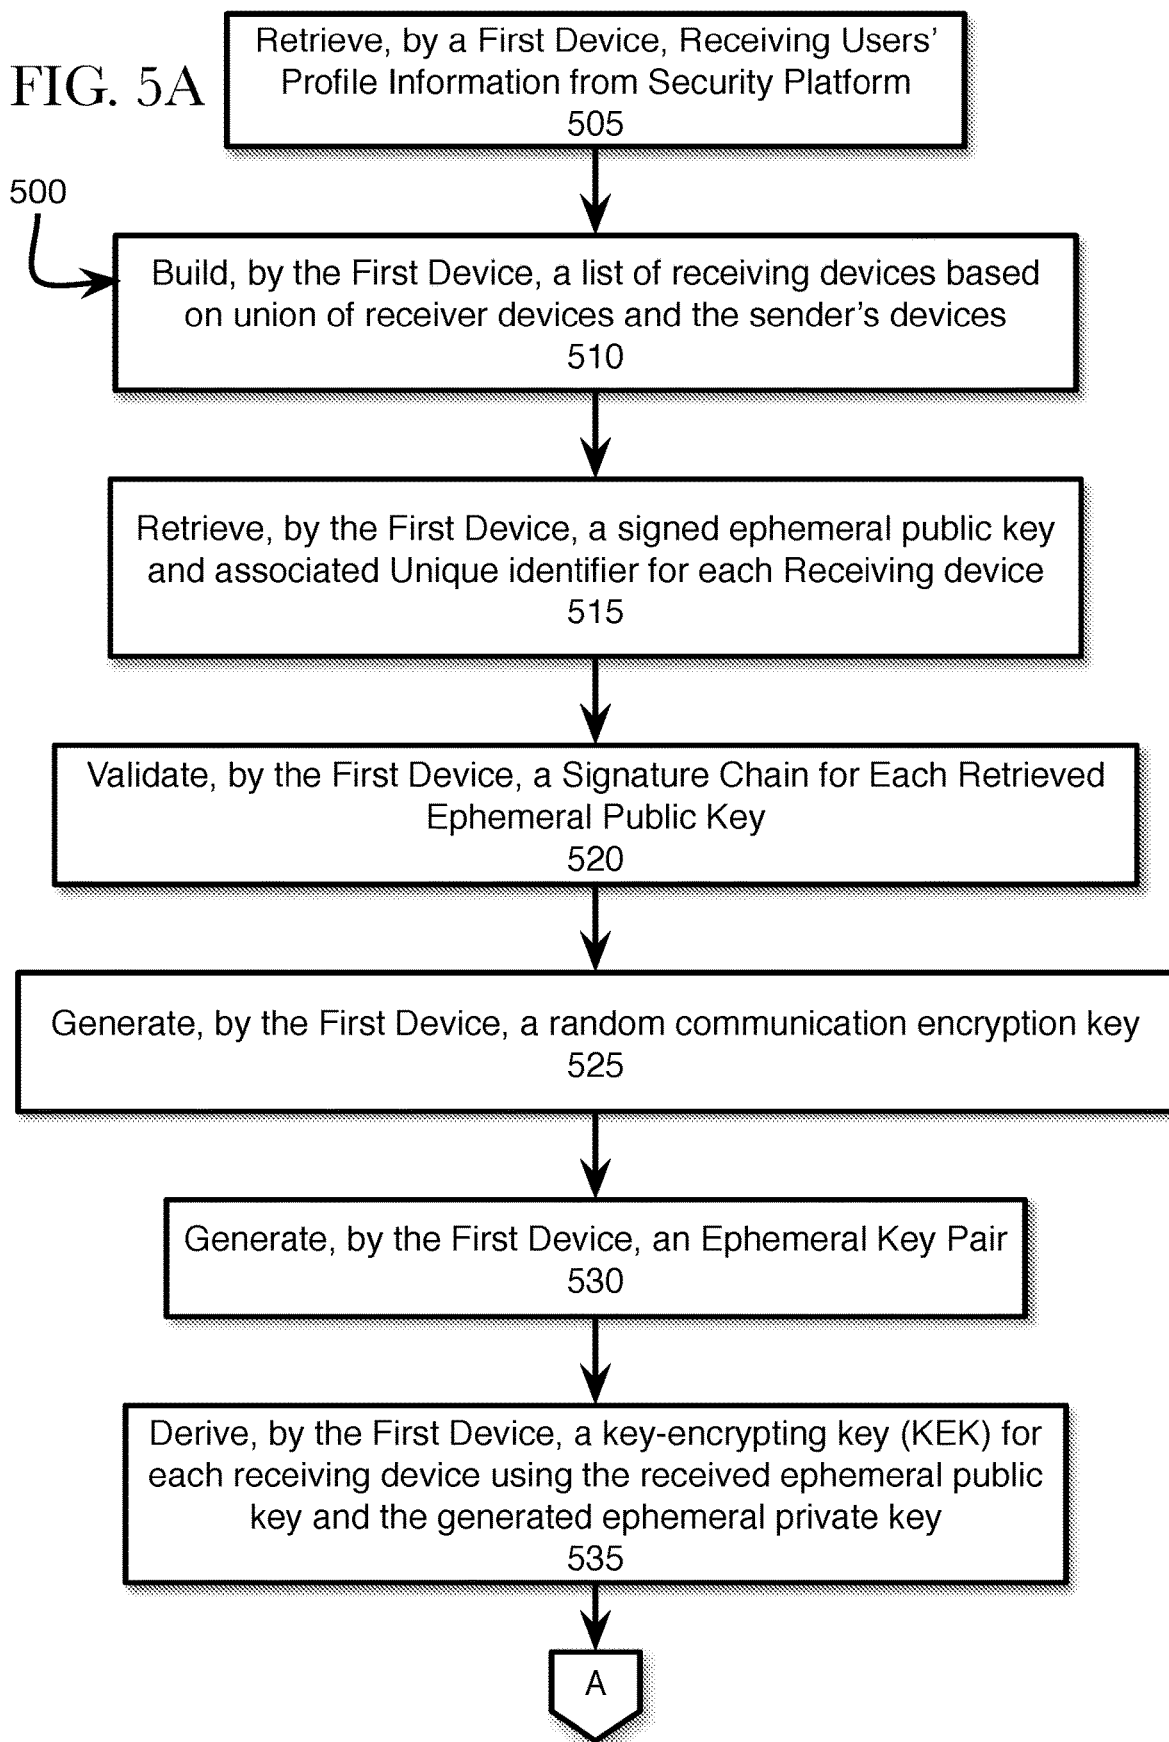 FIG. 5A
Retrieve, by a First Device, Receiving Users’
Profile Information from Security Platform
505
500
Build, by the First Device, a list of receiving devices based
on union of receiver devices and the sender’s devices
510
Retrieve, by the First Device, a signed ephemeral public key
and associated Unique identifier for each Receiving device
515
Validate, by the First Device, a Signature Chain for Each Retrieved
Ephemeral Public Key
520
Generate, by the First Device, a random communication encryption key
525
Generate, by the First Device, an Ephemeral Key Pair
530
Derive, by the First Device, a key-encrypting key (KEK) for
each receiving device using the received ephemeral public
key and the generated ephemeral private key
535
A